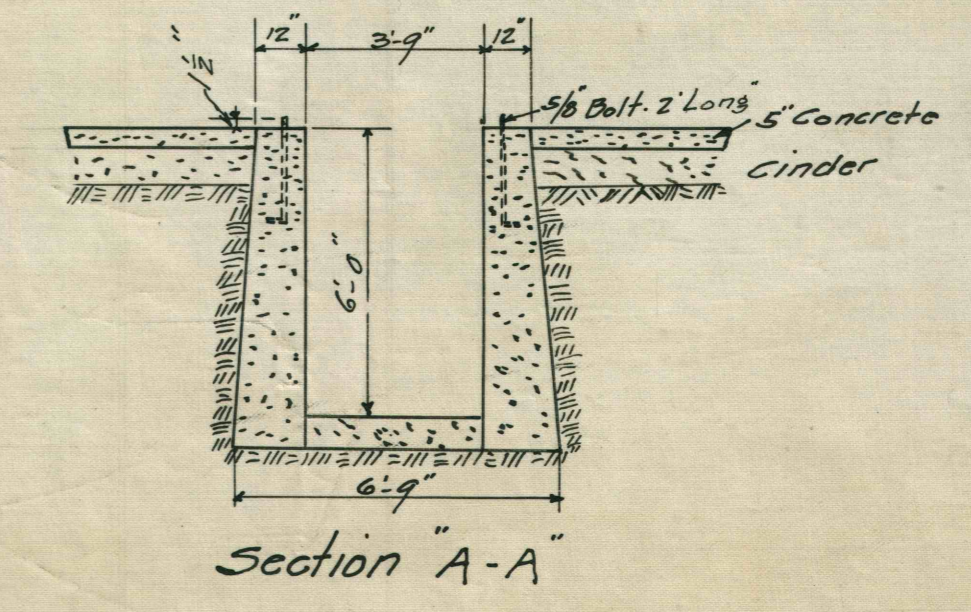 12"
3'-9"
12"
5/8" Bolt. 2' Long
5" Concrete
cinder
6'-0"
6'-9"
Section "A-A"